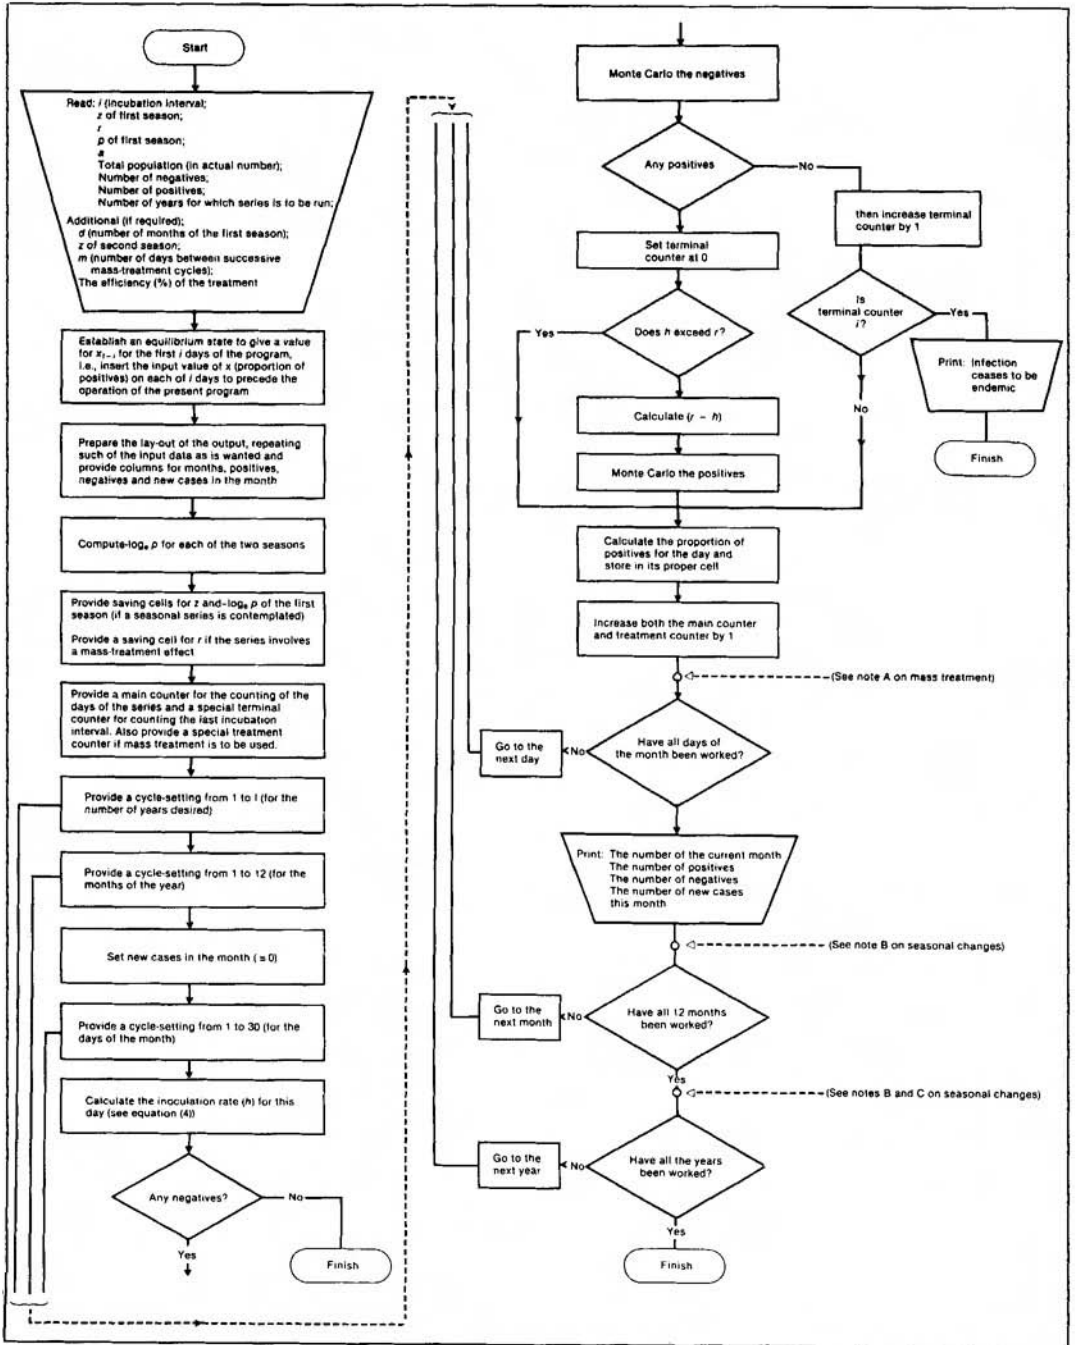 Start
Read: i (incubation interval;
z of first season;
r
p of first season;
a
Total population (in actual number);
Number of negatives;
Number of positives;
Number of years for which series is to be run;
Additional (if required);
d (number of months of the first season);
z of second season;
m (number of days between successive
mass-treatment cycles);
The efficiency (%) of the treatment
Establish an equilibrium state to give a value
for xt−i, for the first i days of the program,
i.e., insert the input value of x (proportion of
positives) on each of i days to precede the
operation of the present program
Prepare the lay-out of the output, repeating
such of the input data as is wanted and
provide columns for months, positives,
negatives and new cases in the month
Compute-logₑ p for each of the two seasons
Provide saving cells for z and-logₑ p of the first
season (if a seasonal series is contemplated)
Provide a saving cell for r if the series involves
a mass-treatment effect
Provide a main counter for the counting of the
days of the series and a special terminal
counter for counting the last incubation
interval. Also provide a special treatment
counter if mass treatment is to be used.
Provide a cycle-setting from 1 to I (for the
number of years desired)
Provide a cycle-setting from 1 to 12 (for the
months of the year)
Set new cases in the month ( = 0)
Provide a cycle-setting from 1 to 30 (for the
days of the month)
Calculate the inoculation rate (h) for this
day (see equation (4))
Any negatives?
No
Finish
Yes
Monte Carlo the negatives
Any positives
No
then increase terminal
counter by 1
Set terminal
counter at 0
Is
terminal counter
i?
Yes
Print: Infection
ceases to be
endemic
Finish
No
Does h exceed r?
Yes
Calculate (r − h)
Monte Carlo the positives
Calculate the proportion of
positives for the day and
store in its proper cell
Increase both the main counter
and treatment counter by 1
(See note A on mass treatment)
Have all days of
the month been worked?
No
Go to the
next day
Print: The number of the current month
The number of positives
The number of negatives
The number of new cases
this month
(See note B on seasonal changes)
Have all 12 months
been worked?
No
Go to the
next month
Yes
(See notes B and C on seasonal changes)
Have all the years
been worked?
No
Go to the
next year
Yes
Finish